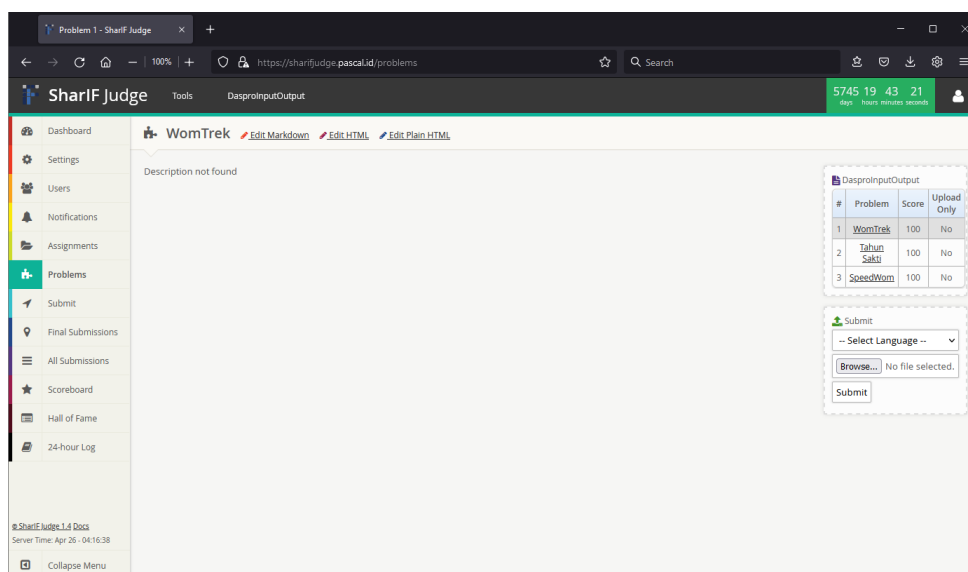 Problem 1 - SharIF Judge
100%
https://sharifjudge.pascal.id/problems
Search
SharIF Judge
Tools
DasproInputOutput
5745 19 43 21
days hours minutes seconds
Dashboard
Settings
Users
Notifications
Assignments
Problems
Submit
Final Submissions
All Submissions
Scoreboard
Hall of Fame
24-hour Log
© SharIF Judge 1.4 Docs
Server Time: Apr 26 - 04:16:38
Collapse Menu
WomTrek Edit Markdown Edit HTML Edit Plain HTML
Description not found
DasproInputOutput
# Problem Score Upload Only
1 WomTrek 100 No
2 Tahun Sakti 100 No
3 SpeedWom 100 No
Submit
-- Select Language --
Browse... No file selected.
Submit